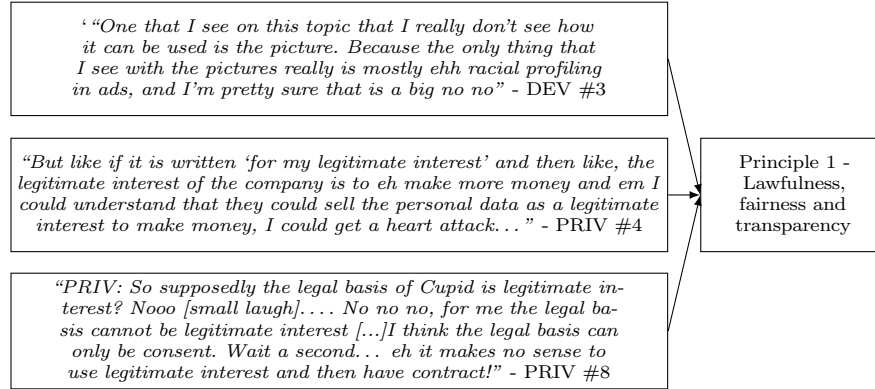 ‘“One that I see on this topic that I really don’t see how
it can be used is the picture. Because the only thing that
I see with the pictures really is mostly ehh racial profiling
in ads, and I’m pretty sure that is a big no no” - DEV #3
“But like if it is written ‘for my legitimate interest’ and then like, the
legitimate interest of the company is to eh make more money and em I
could understand that they could sell the personal data as a legitimate
interest to make money, I could get a heart attack...” - PRIV #4
“PRIV: So supposedly the legal basis of Cupid is legitimate in-
terest? Nooo [small laugh].... No no no, for me the legal ba-
sis cannot be legitimate interest [...]I think the legal basis can
only be consent. Wait a second... eh it makes no sense to
use legitimate interest and then have contract!” - PRIV #8
Principle 1 -
Lawfulness,
fairness and
transparency